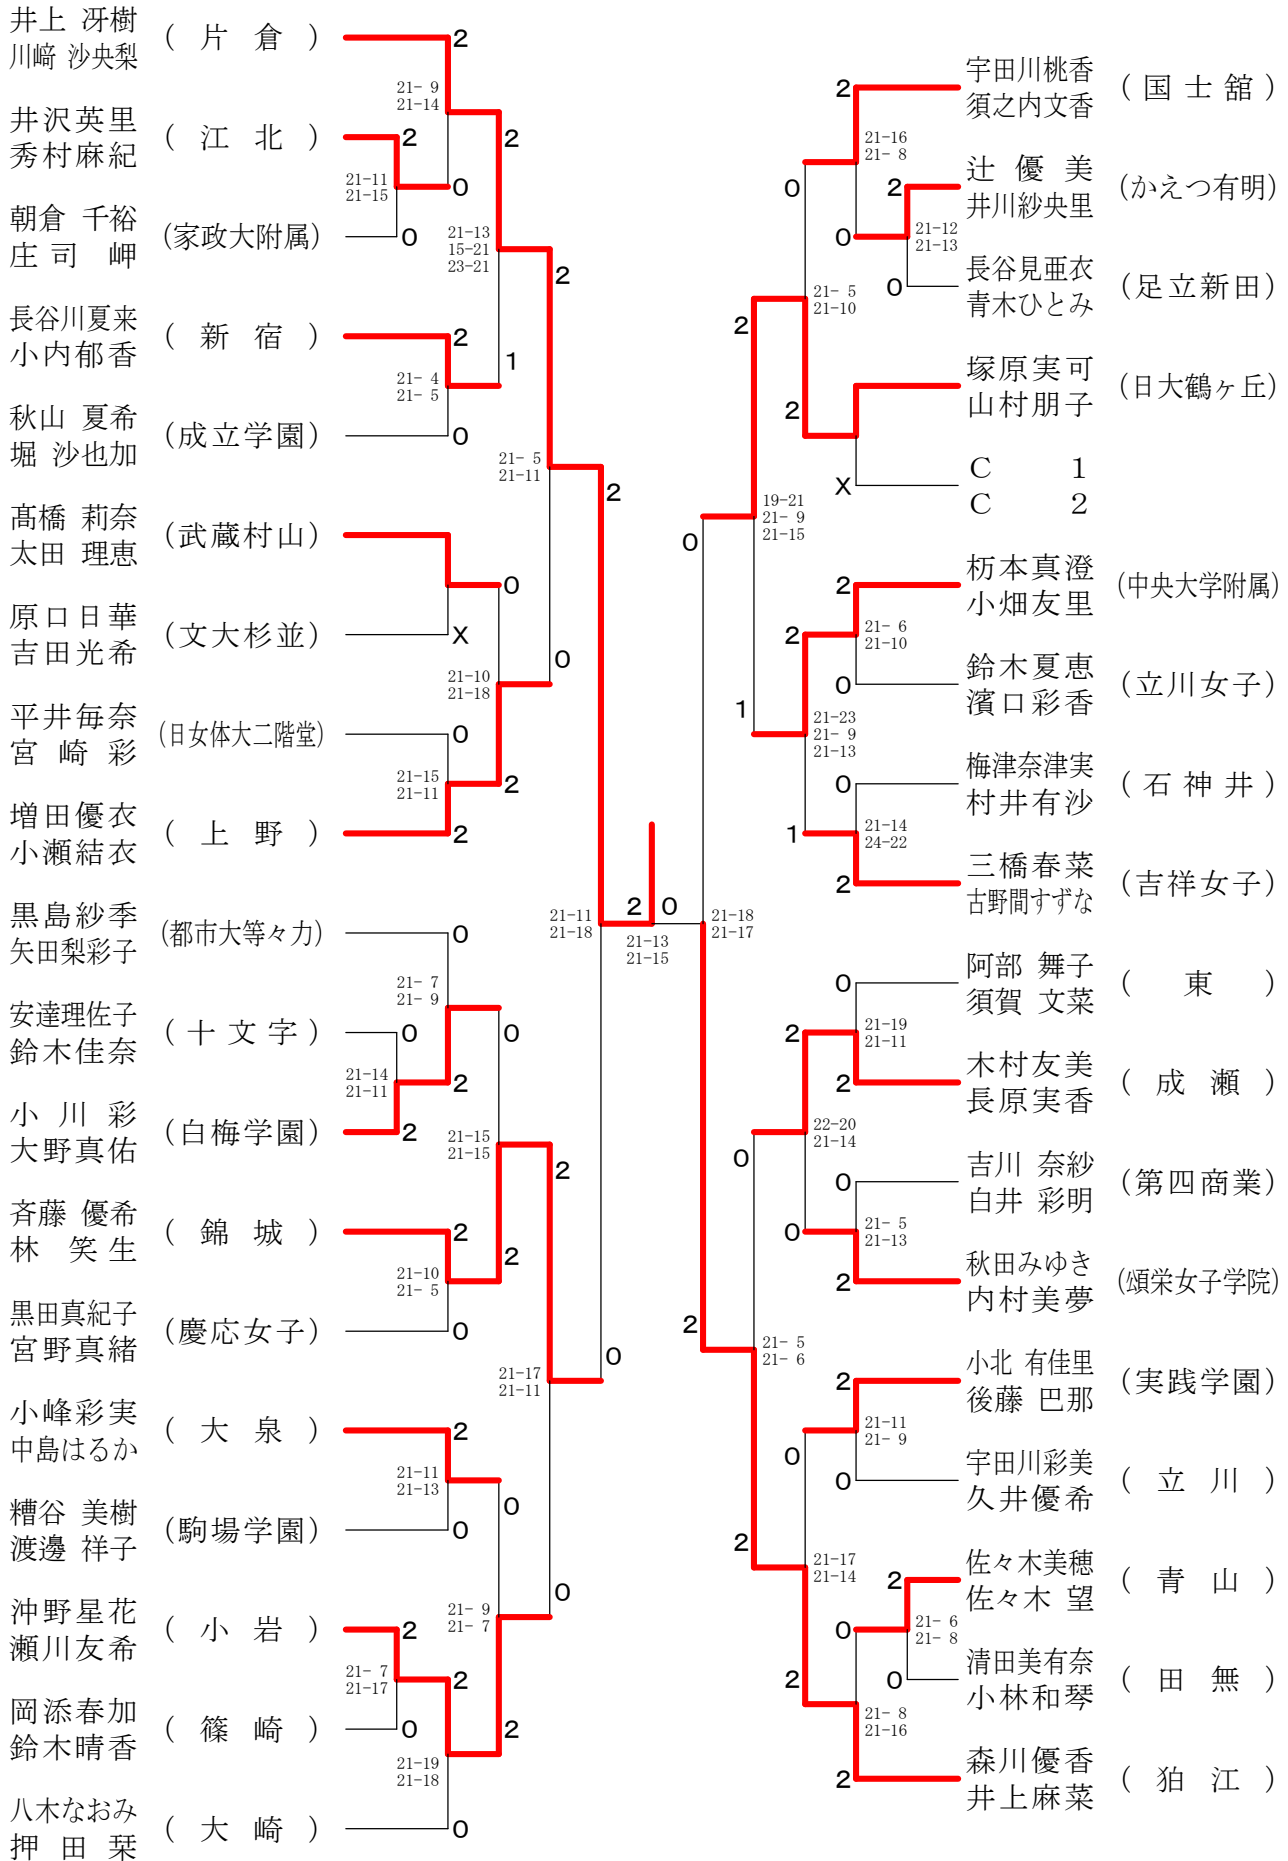 井上 冴樹
川﨑 沙央梨
( 片 倉 )
2
21- 9
21-14
井沢英里
秀村麻紀
( 江 北 )
2
0
21-11
21-15
2
朝倉 千裕
庄 司 岬
(家政大附属)
0
21-13
15-21
23-21
2
長谷川夏来
小内郁香
( 新 宿 )
2
1
21- 4
21- 5
秋山 夏希
堀 沙也加
(成立学園)
0
21- 5
21-11
2
髙橋 莉奈
太田 理恵
(武蔵村山)
0
原口日華
吉田光希
(文大杉並)
X
21-10
21-18
0
平井毎奈
宮 崎 彩
(日女体大二階堂)
0
21-15
21-11
2
増田優衣
小瀬結衣
( 上 野 )
2
黒島紗季
矢田梨彩子
(都市大等々力)
0
21-11
21-18
2
0
21-13
21-15
21- 7
21- 9
安達理佐子
鈴木佳奈
( 十 文 字 )
0
0
21-14
21-11
2
小 川 彩
大野真佑
(白梅学園)
2
21-15
21-15
2
斉藤 優希
林 笑 生
( 錦 城 )
2
2
21-10
21- 5
黒田真紀子
宮野真緒
(慶応女子)
0
0
21-17
21-11
小峰彩実
中島はるか
( 大 泉 )
2
21-11
21-13
0
糟谷 美樹
渡邊 祥子
(駒場学園)
0
0
沖野星花
瀬川友希
( 小 岩 )
2
21- 9
21- 7
21- 7
21-17
2
岡添春加
鈴木晴香
( 篠 崎 )
0
2
21-19
21-18
八木なおみ
押 田 栞
( 大 崎 )
0
2
宇田川桃香
須之内文香
( 国 士 舘 )
21-16
21- 8
0
2
辻 優 美
井川紗央里
(かえつ有明)
0
21-12
21-13
0
長谷見亜衣
青木ひとみ
(足立新田)
21- 5
21-10
2
塚原実可
山村朋子
(日大鶴ヶ丘)
2
X
C 1
C 2
19-21
21- 9
21-15
0
2
栃本真澄
小畑友里
(中央大学附属)
2
21- 6
21-10
0
鈴木夏恵
濱口彩香
(立川女子)
1
21-23
21- 9
21-13
0
梅津奈津実
村井有沙
( 石 神 井 )
1
21-14
24-22
2
三橋春菜
古野間すずな
(吉祥女子)
21-18
21-17
0
阿部 舞子
須賀 文菜
( 東 )
2
21-19
21-11
2
木村友美
長原実香
( 成 瀬 )
0
22-20
21-14
0
吉川 奈紗
白井 彩明
(第四商業)
0
21- 5
21-13
2
秋田みゆき
内村美夢
(頌栄女子学院)
2
21- 5
21- 6
2
小北 有佳里
後藤 巴那
(実践学園)
0
21-11
21- 9
0
宇田川彩美
久井優希
( 立 川 )
2
21-17
21-14
2
佐々木美穂
佐々木 望
( 青 山 )
0
21- 6
21- 8
0
清田美有奈
小林和琴
( 田 無 )
2
21- 8
21-16
2
森川優香
井上麻菜
( 狛 江 )